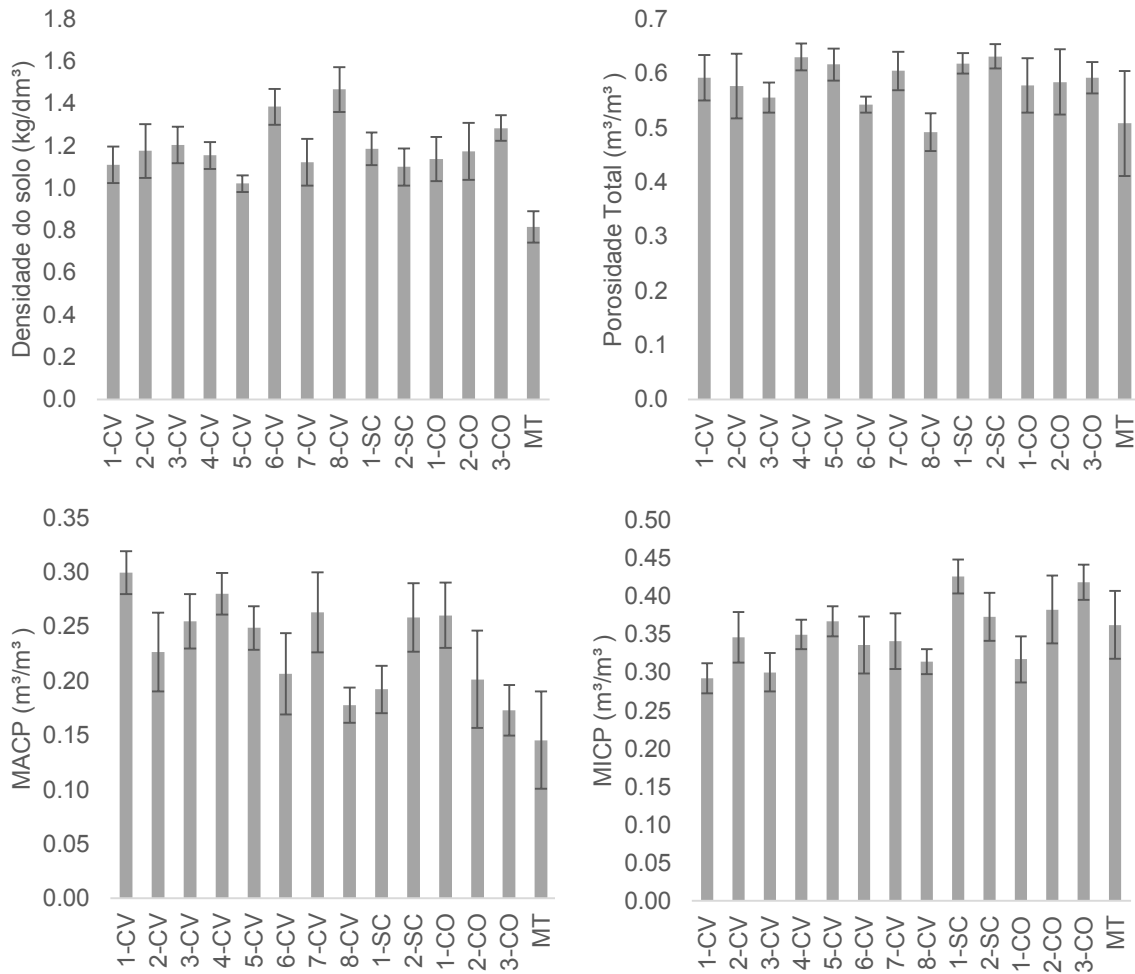 Densidade do solo (kg/dm³)
1.8
1.6
1.4
1.2
1.0
0.8
0.6
0.4
0.2
0.0
1-CV
2-CV
3-CV
4-CV
5-CV
6-CV
7-CV
8-CV
1-SC
2-SC
1-CO
2-CO
3-CO
MT
Porosidade Total (m³/m³ )
0.7
0.6
0.5
0.4
0.3
0.2
0.1
0.0
1-CV
2-CV
3-CV
4-CV
5-CV
6-CV
7-CV
8-CV
1-SC
2-SC
1-CO
2-CO
3-CO
MT
MACP (m³/m³ )
0.35
0.30
0.25
0.20
0.15
0.10
0.05
0.00
1-CV
2-CV
3-CV
4-CV
5-CV
6-CV
7-CV
8-CV
1-SC
2-SC
1-CO
2-CO
3-CO
MT
MICP (m³/m³ )
0.50
0.45
0.40
0.35
0.30
0.25
0.20
0.15
0.10
0.05
0.00
1-CV
2-CV
3-CV
4-CV
5-CV
6-CV
7-CV
8-CV
1-SC
2-SC
1-CO
2-CO
3-CO
MT